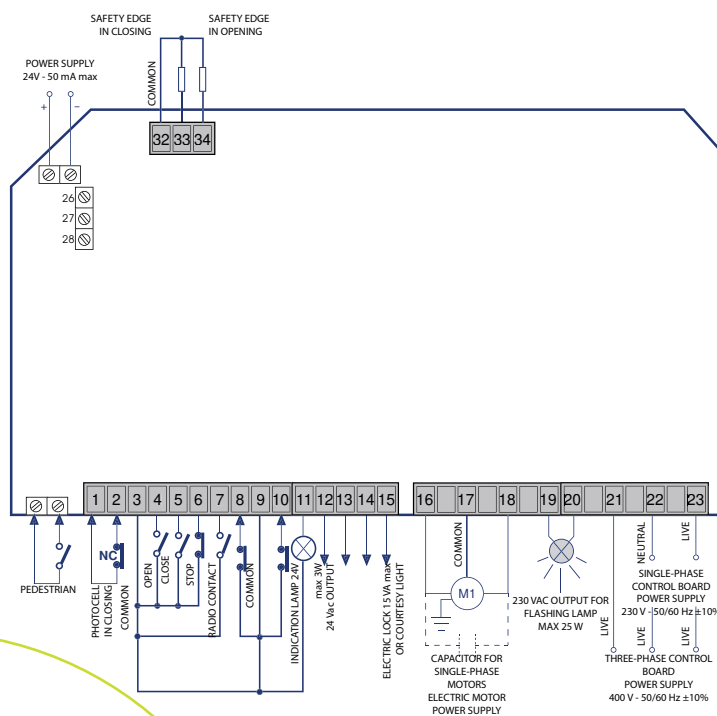 SAFETY EDGE
IN CLOSING
SAFETY EDGE
IN OPENING
POWER SUPPLY
24V - 50 mA max
+
−
COMMON
32 33 34
26
27
28
1 2 3 4 5 6 7 8 9 10 11 12 13 14 15
16 17 18 19 20 21 22 23
PEDESTRIAN
PHOTOCELL
IN CLOSING
NC
COMMON
OPEN
CLOSE
STOP
RADIO CONTACT
COMMON
INDICATION LAMP 24V
max 3W
24 Vac OUTPUT
ELECTRIC LOCK 15 VA max
OR COURTESY LIGHT
COMMON
M1
CAPACITOR FOR
SINGLE-PHASE
MOTORS
ELECTRIC MOTOR
POWER SUPPLY
230 VAC OUTPUT FOR
FLASHING LAMP
MAX 25 W
NEUTRAL
LIVE
SINGLE-PHASE
CONTROL BOARD
POWER SUPPLY
230 V - 50/60 Hz ±10%
LIVE
LIVE
LIVE
THREE-PHASE CONTROL
BOARD
POWER SUPPLY
400 V - 50/60 Hz ±10%